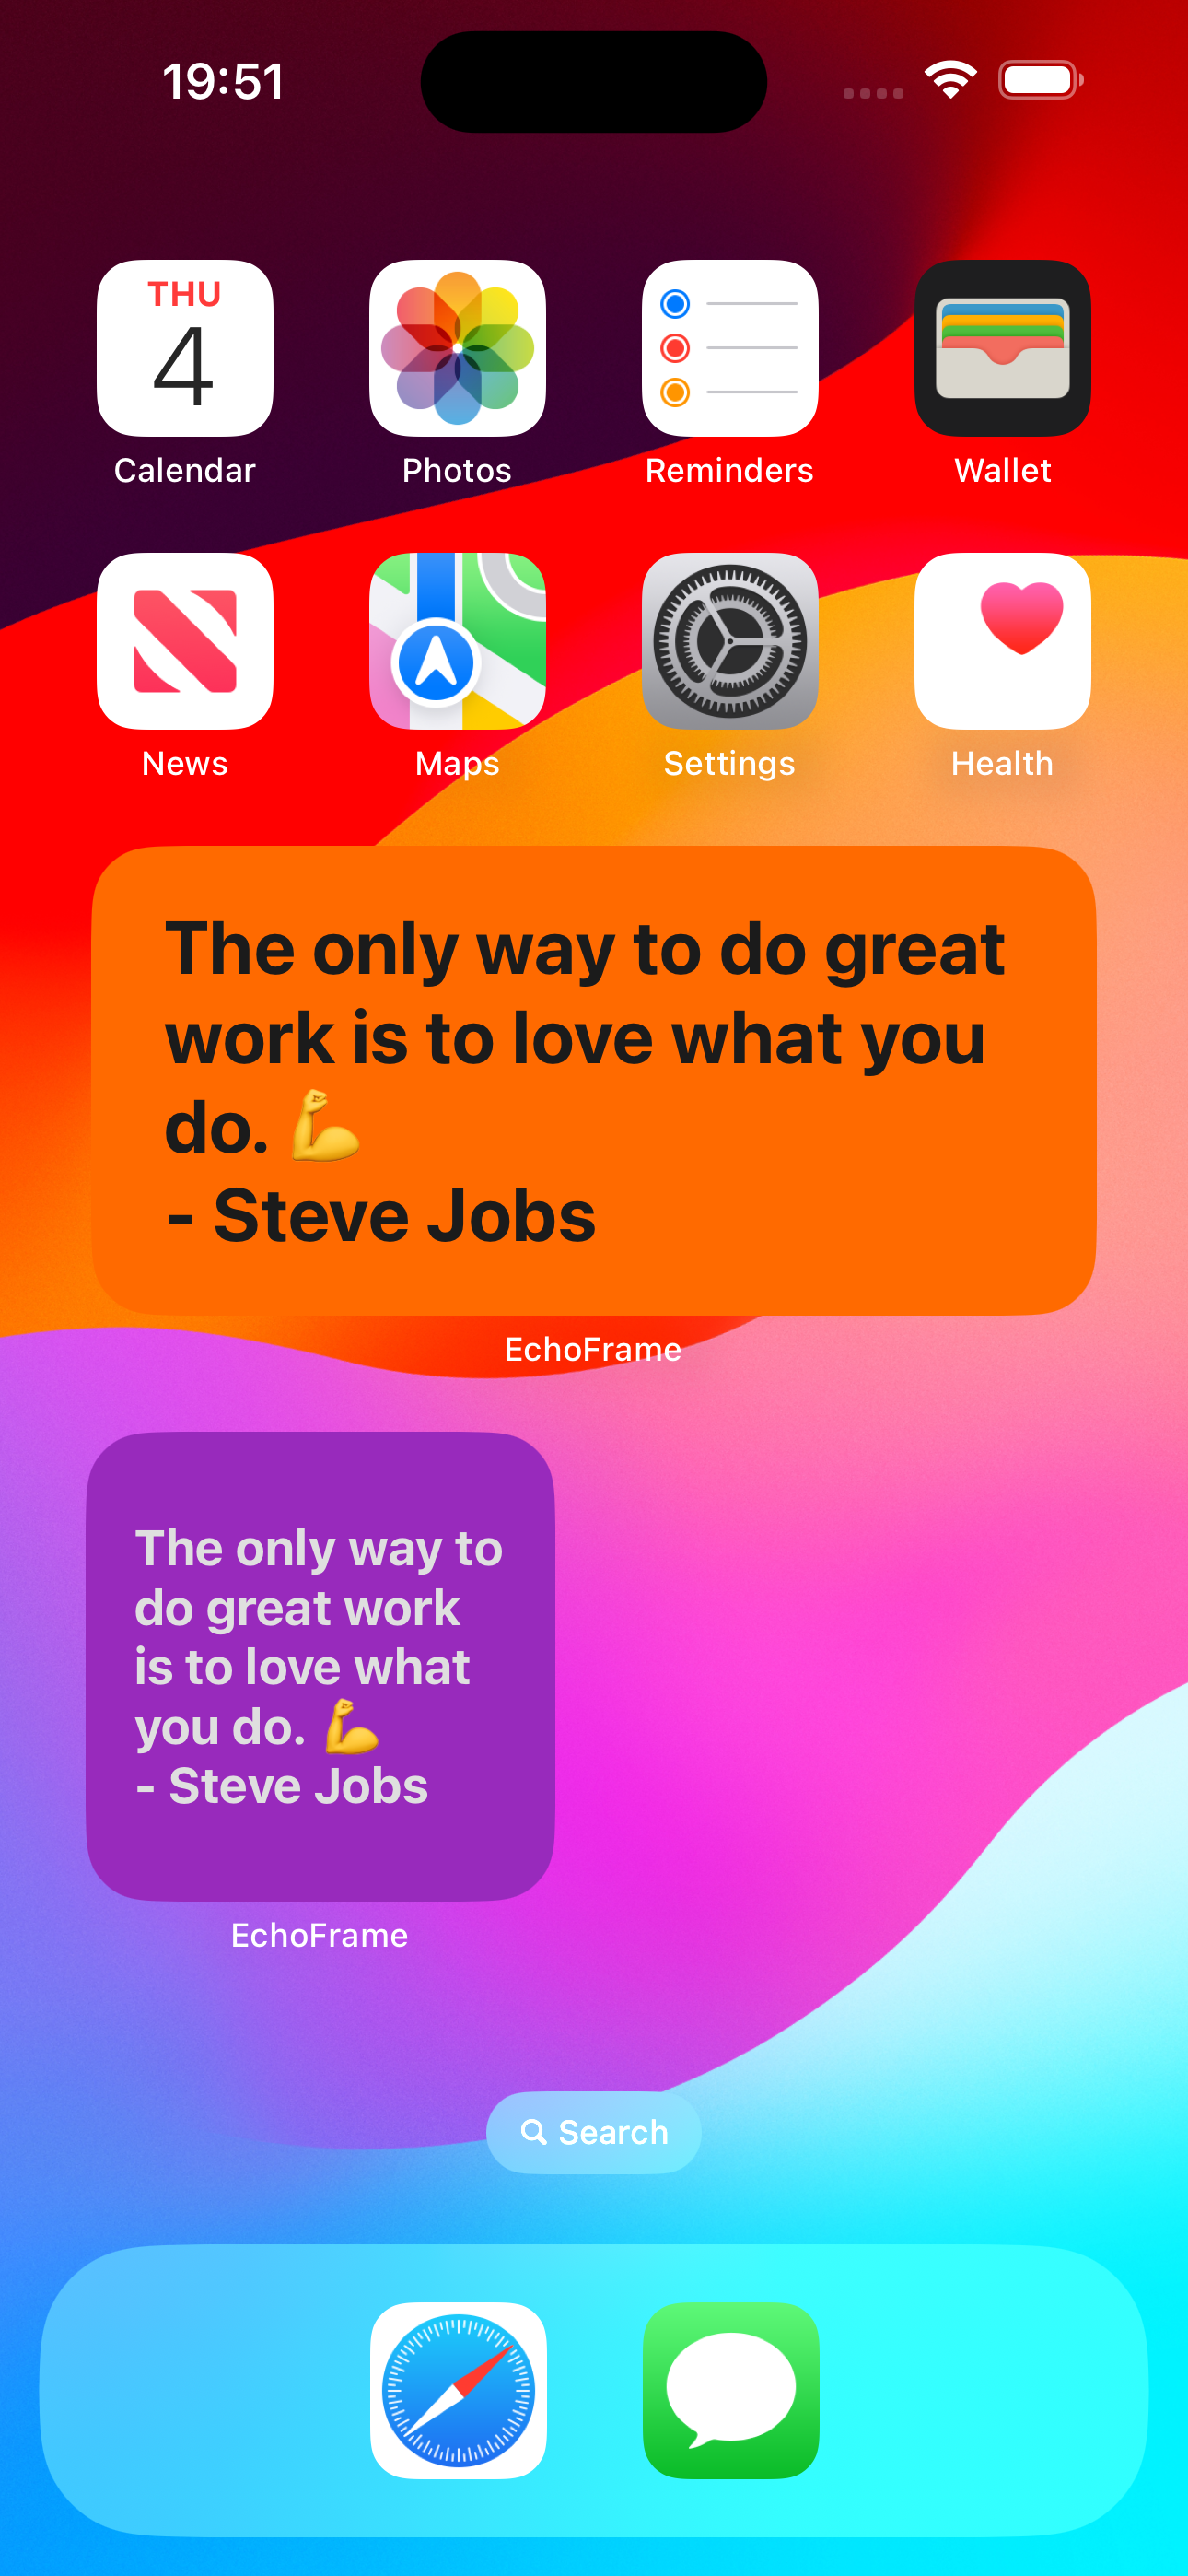 19:51
THU
4
Calendar
Photos
Reminders
Wallet
News
Maps
Settings
Health
The only way to do great
work is to love what you
do. 💪
- Steve Jobs
EchoFrame
The only way to
do great work
is to love what
you do. 💪
- Steve Jobs
EchoFrame
Search